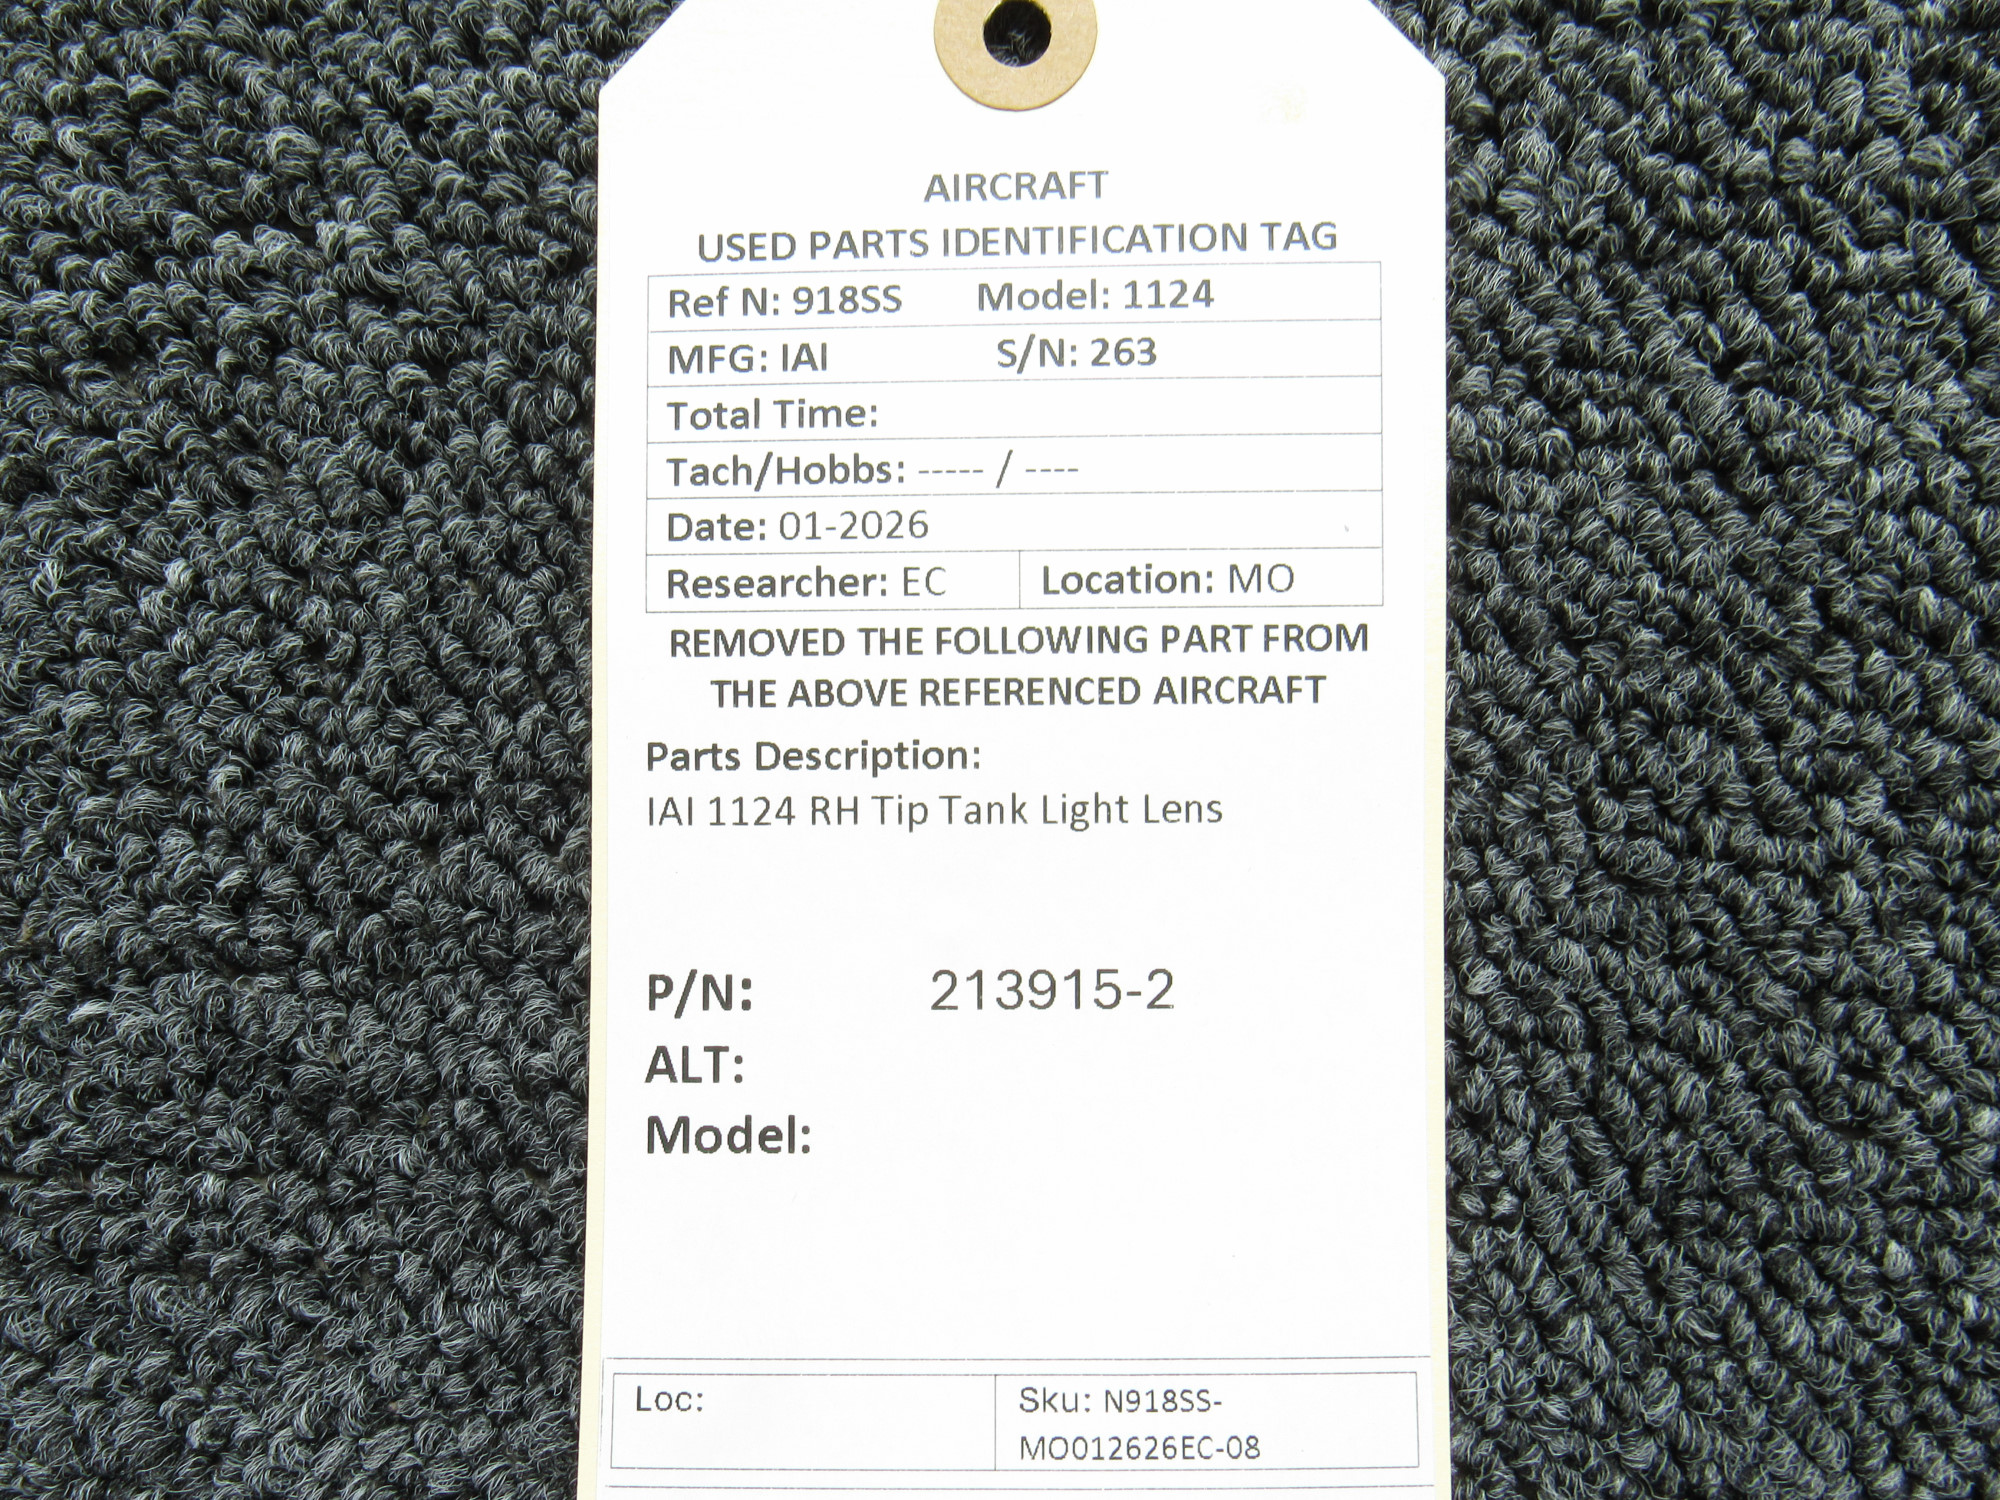 AIRCRAFT
USED PARTS IDENTIFICATION TAG
Ref N: 918SS Model: 1124
MFG: IAI S/N: 263
Total Time:
Tach/Hobbs: ----- / ----
Date: 01-2026
Researcher: EC Location: MO
REMOVED THE FOLLOWING PART FROM
THE ABOVE REFERENCED AIRCRAFT
Parts Description:
IAI 1124 RH Tip Tank Light Lens
P/N: 213915-2
ALT:
Model:
Loc: Sku: N918SS-
MO012626EC-08